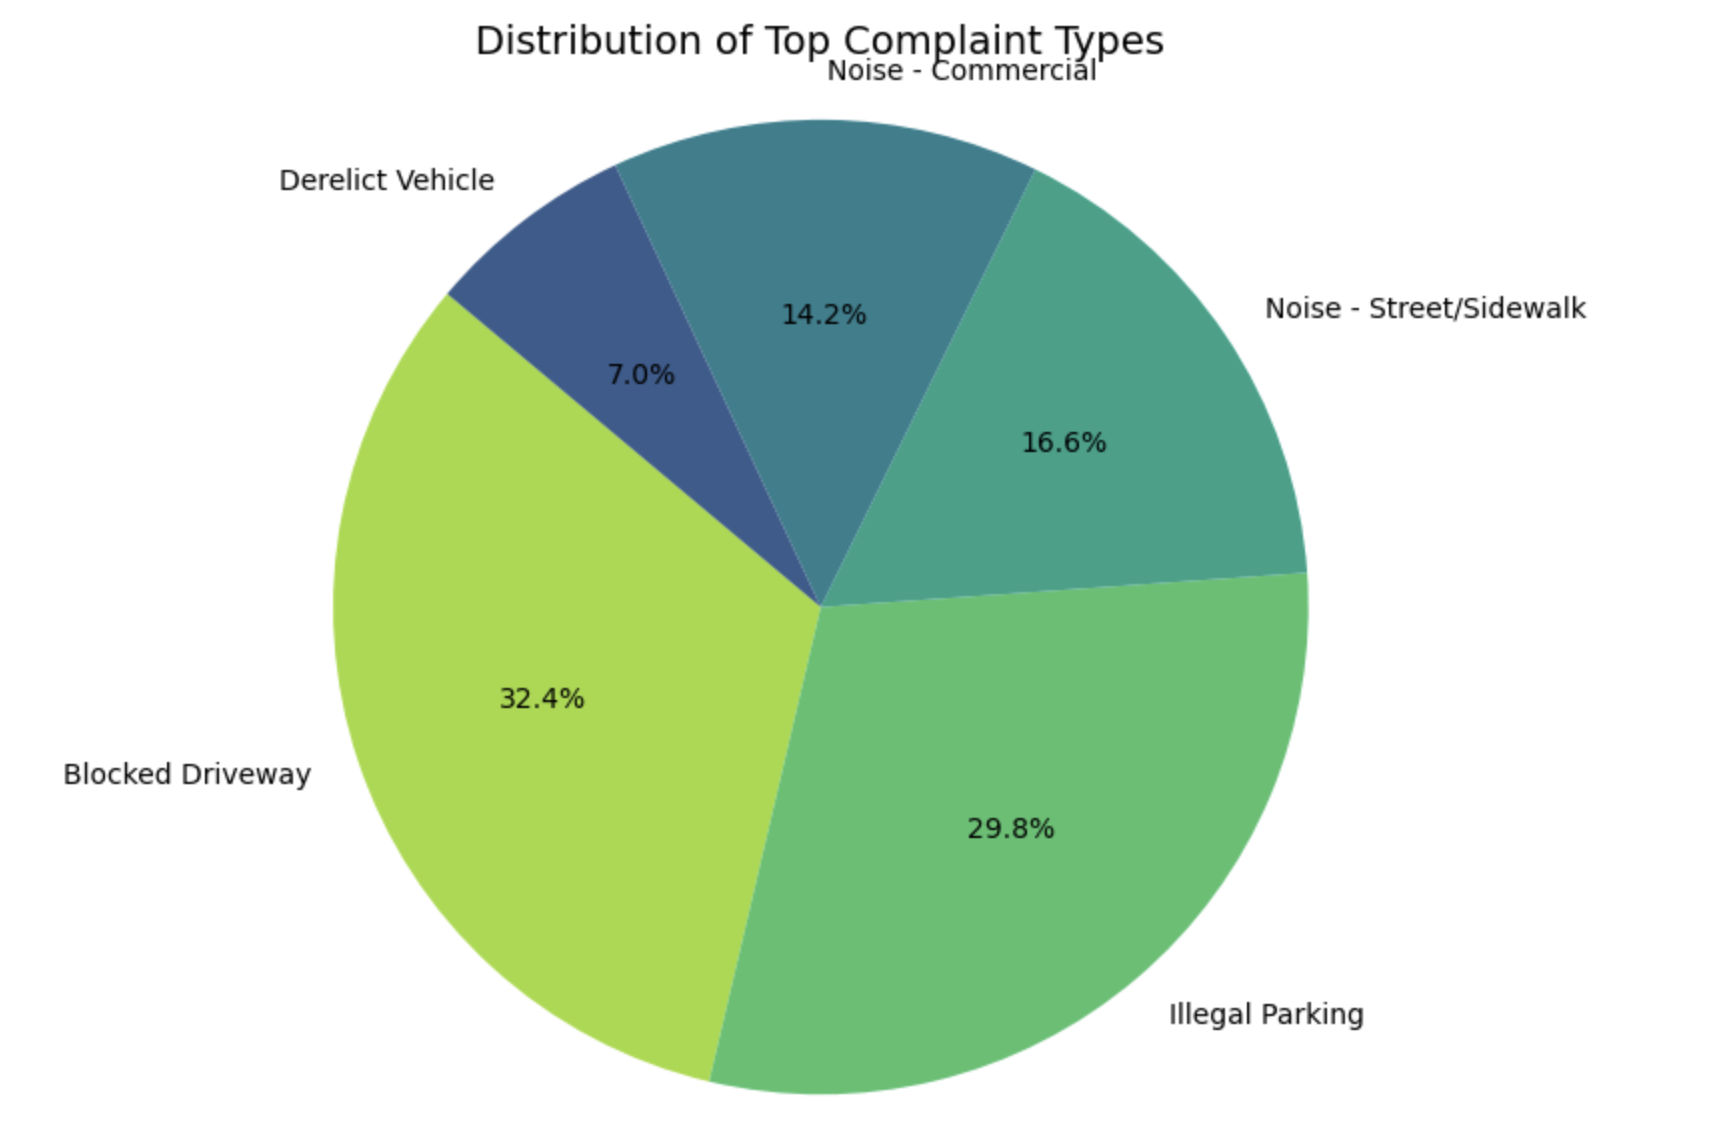 Distribution of Top Complaint Types
Noise - Commercial
Derelict Vehicle
Noise - Street/Sidewalk
14.2%
7.0%
16.6%
32.4%
Blocked Driveway
29.8%
Illegal Parking